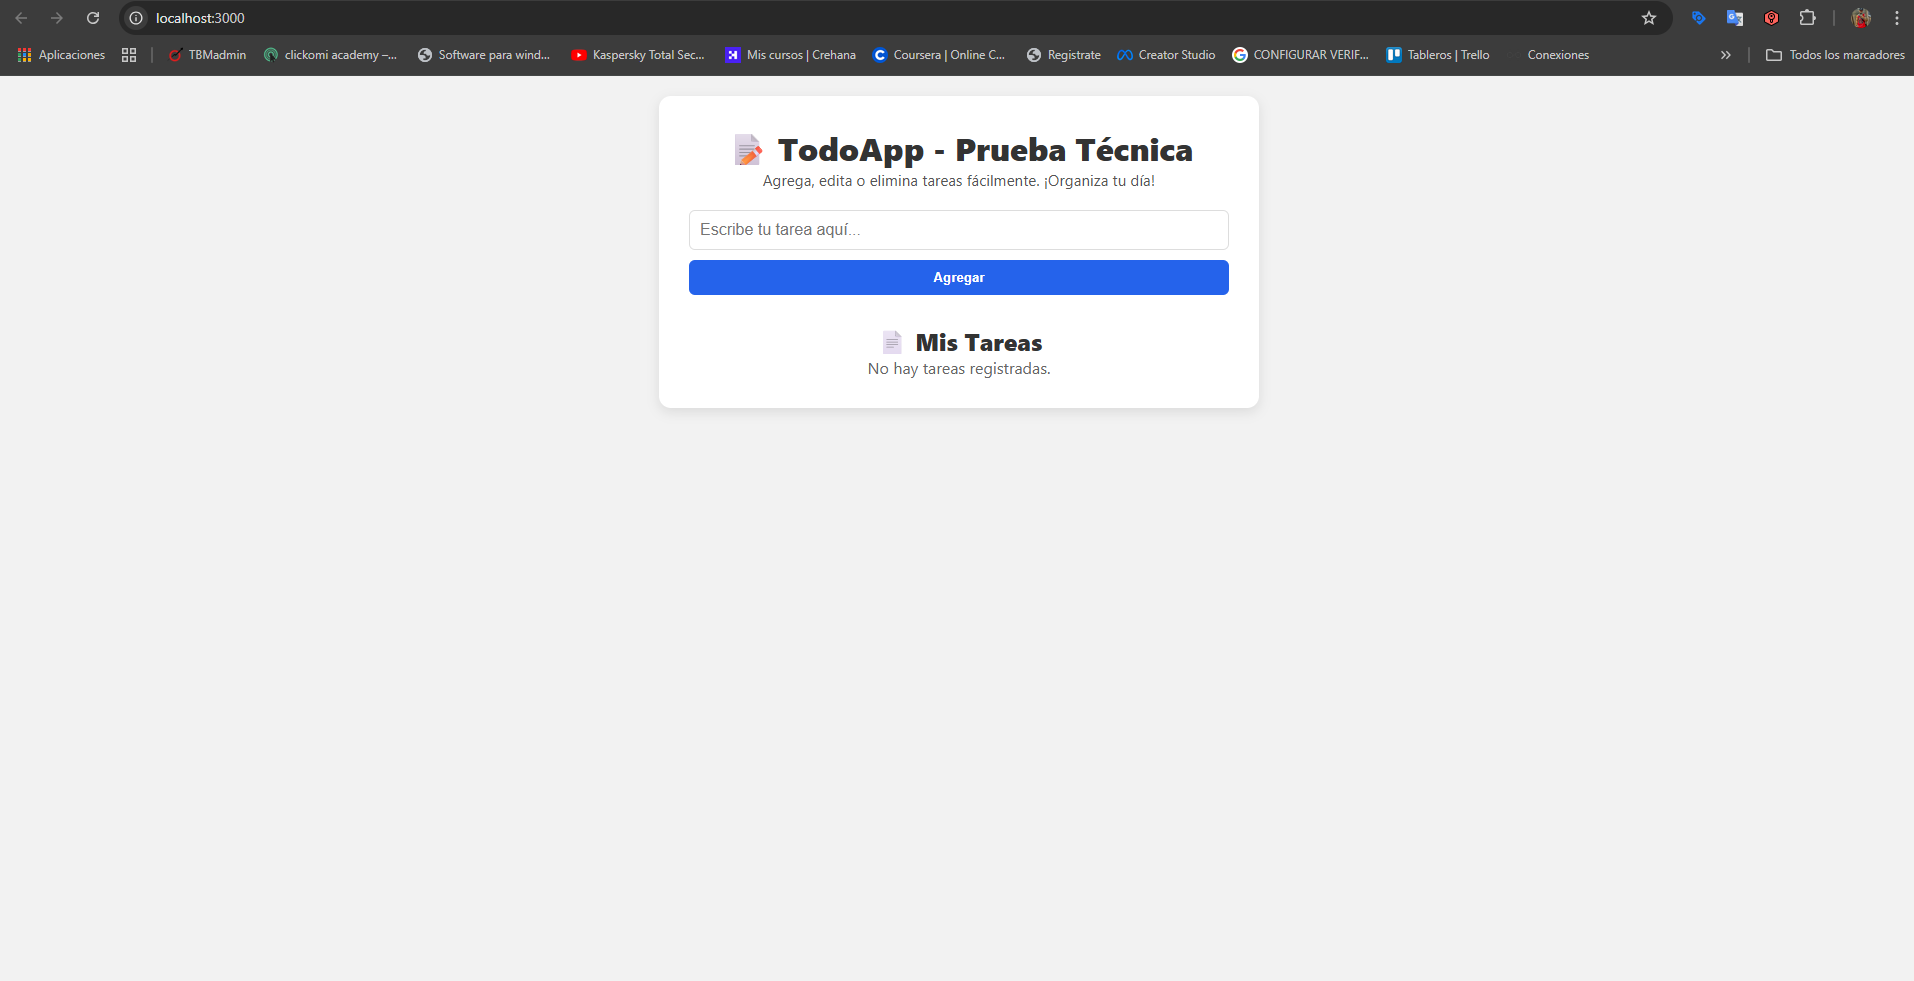 localhost:3000
Aplicaciones TBMadmin clickomi academy –... Software para wind... Kaspersky Total Sec... Mis cursos | Crehana Coursera | Online C... Registrate Creator Studio CONFIGURAR VERIF... Tableros | Trello Conexiones » Todos los marcadores
TodoApp - Prueba Técnica
Agrega, edita o elimina tareas fácilmente. ¡Organiza tu día!
Escribe tu tarea aquí...
Agregar
Mis Tareas
No hay tareas registradas.